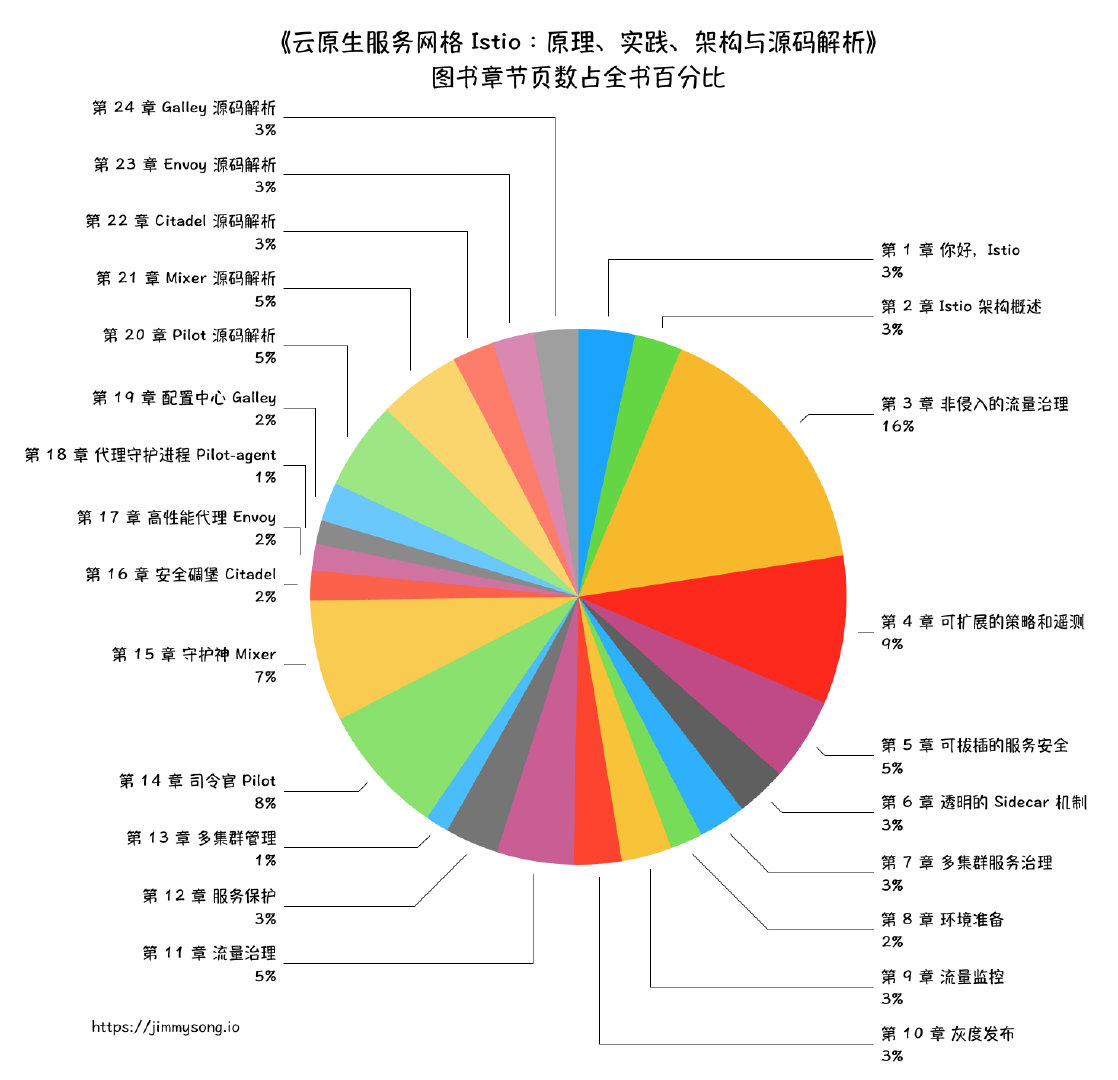 《云原生服务网格 Istio：原理、实践、架构与源码解析》
图书章节页数占全书百分比
第 1 章 你好，Istio
3%
第 2 章 Istio 架构概述
3%
第 3 章 非侵入的流量治理
16%
第 4 章 可扩展的策略和遥测
9%
第 5 章 可拔插的服务安全
5%
第 6 章 透明的 Sidecar 机制
3%
第 7 章 多集群服务治理
3%
第 8 章 环境准备
2%
第 9 章 流量监控
3%
第 10 章 灰度发布
3%
第 11 章 流量治理
5%
第 12 章 服务保护
3%
第 13 章 多集群管理
1%
第 14 章 司令官 Pilot
8%
第 15 章 守护神 Mixer
7%
第 16 章 安全碉堡 Citadel
2%
第 17 章 高性能代理 Envoy
2%
第 18 章 代理守护进程 Pilot-agent
1%
第 19 章 配置中心 Galley
2%
第 20 章 Pilot 源码解析
5%
第 21 章 Mixer 源码解析
5%
第 22 章 Citadel 源码解析
3%
第 23 章 Envoy 源码解析
3%
第 24 章 Galley 源码解析
3%
https://jimmysong.io